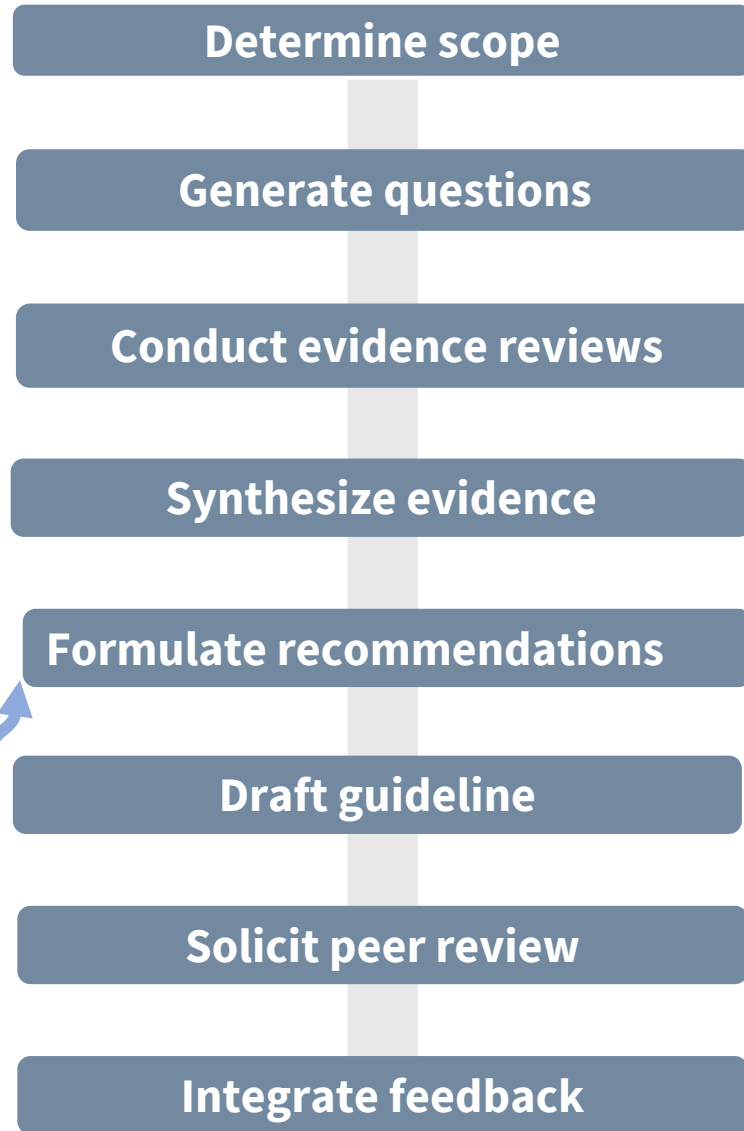 Determine scope
Generate questions
Conduct evidence reviews
Synthesize evidence
Formulate recommendations
Draft guideline
Solicit peer review
Integrate feedback